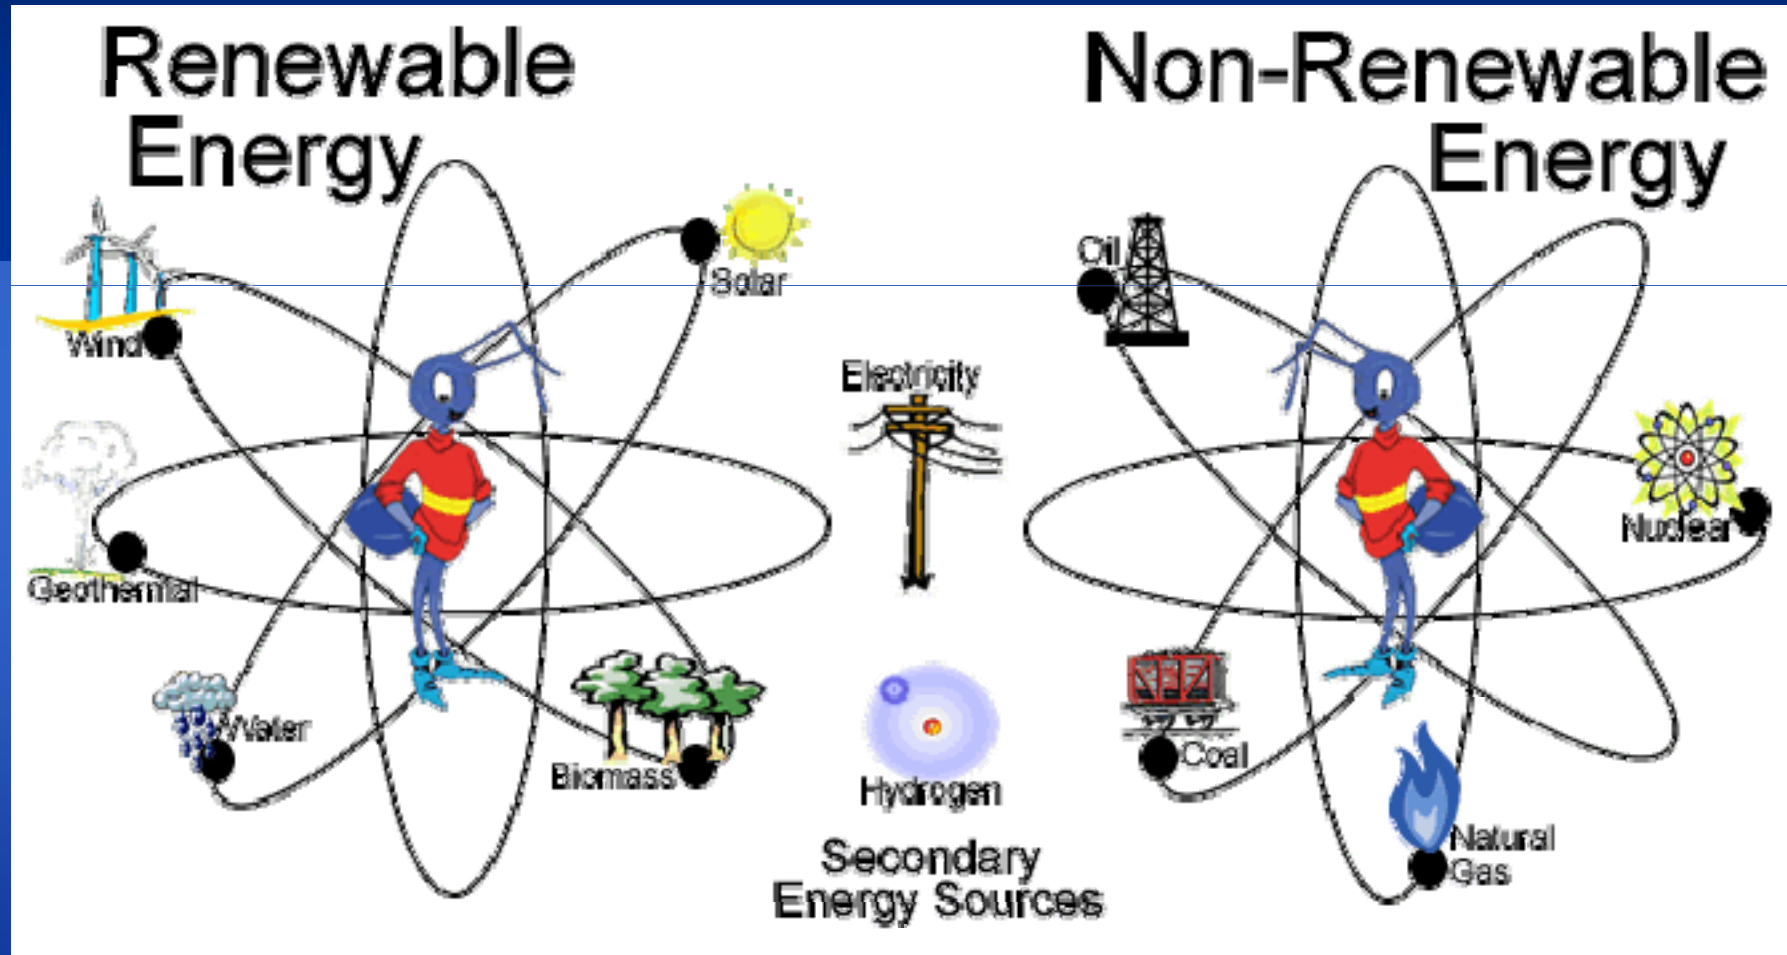 Renewable
Energy
Non-Renewable
Energy
Wind
Solar
Geothermal
Water
Biomass
Electricity
Hydrogen
Secondary
Energy Sources
Oil
Nuclear
Coal
Natural
Gas